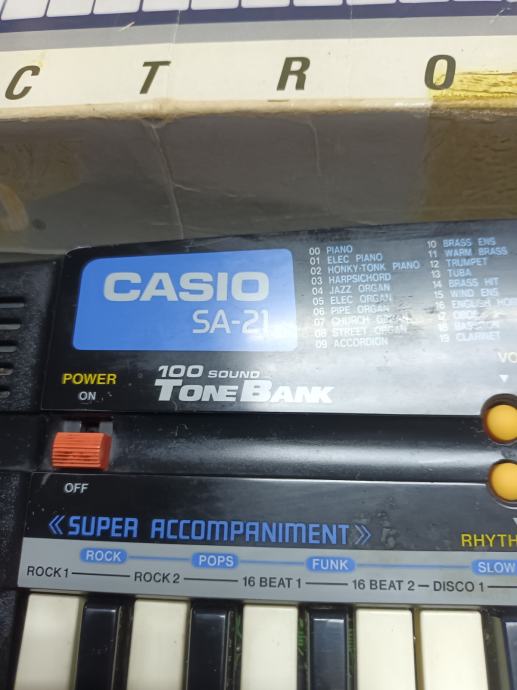 CTRO
CASIO
SA-21
100 SOUND
TONE BANK
00 PIANO
01 ELEC PIANO
02 HONKY-TONK PIANO
03 HARPSICHORD
04 JAZZ ORGAN
05 ELEC ORGAN
06 PIPE ORGAN
07 CHURCH ORGAN
08 STREET ORGAN
09 ACCORDION
10 BRASS ENS
11 WARM BRASS
12 TRUMPET
13 TUBA
14 BRASS HIT
15 WIND ENS
16 ENGLISH HOR
17 OBOE
18 BASSOON
19 CLARINET
VO
POWER
ON
OFF
RHYTH
《SUPER ACCOMPANIMENT》
ROCK POPS FUNK SLOW
ROCK 1 ROCK 2 16 BEAT 1 16 BEAT 2 DISCO 1